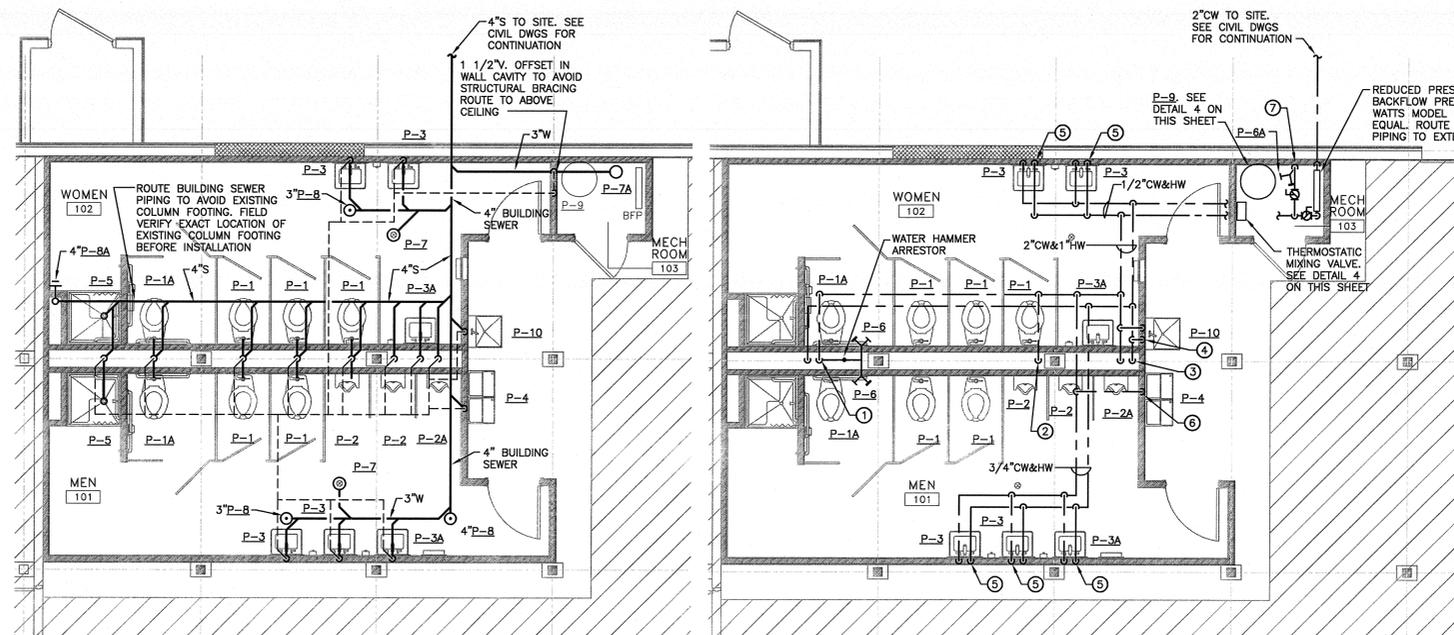 4"S TO SITE. SEE
CIVIL DWGS FOR
CONTINUATION
1 1/2"V. OFFSET IN
WALL CAVITY TO AVOID
STRUCTURAL BRACING
ROUTE TO ABOVE
CEILING
P-3
3"W
WOMEN
102
ROUTE BUILDING SEWER
PIPING TO AVOID EXISTING
COLUMN FOOTING. FIELD
VERIFY EXACT LOCATION OF
EXISTING COLUMN FOOTING
BEFORE INSTALLATION
3"P-8
P-7
4" BUILDING
SEWER
P-9
P-7A
BFP
MECH
ROOM
103
4"P-8A
P-5
P-1A
4"S
P-1
P-1
P-1
4"S
P-3A
P-10
P-4
P-5
P-1A
P-1
P-1
P-2
P-2
P-2A
4" BUILDING
SEWER
MEN
101
P-7
3"P-8
P-3
3"W
4"P-8
P-3
P-3A
2"CW TO SITE.
SEE CIVIL DWGS
FOR CONTINUATION
P-9. SEE
DETAIL 4 ON
THIS SHEET
7
P-6A
REDUCED PRES
BACKFLOW PRE
WATTS MODEL
EQUAL. ROUTE
PIPING TO EXTE
5
5
P-3
P-3
1/2"CW&HW
WOMEN
102
MECH
ROOM
103
2"CW&1"HW
WATER HAMMER
ARRESTOR
THERMOSTATIC
MIXING VALVE.
SEE DETAIL 4
ON THIS SHEET
P-1A
P-1
P-1
P-1
P-3A
P-6
P-10
4
3
P-6
P-4
1
P-1A
P-1
P-1
P-2
2
P-2
P-2A
6
3/4"CW&HW
MEN
101
P-3
P-3
P-3A
5
5
5